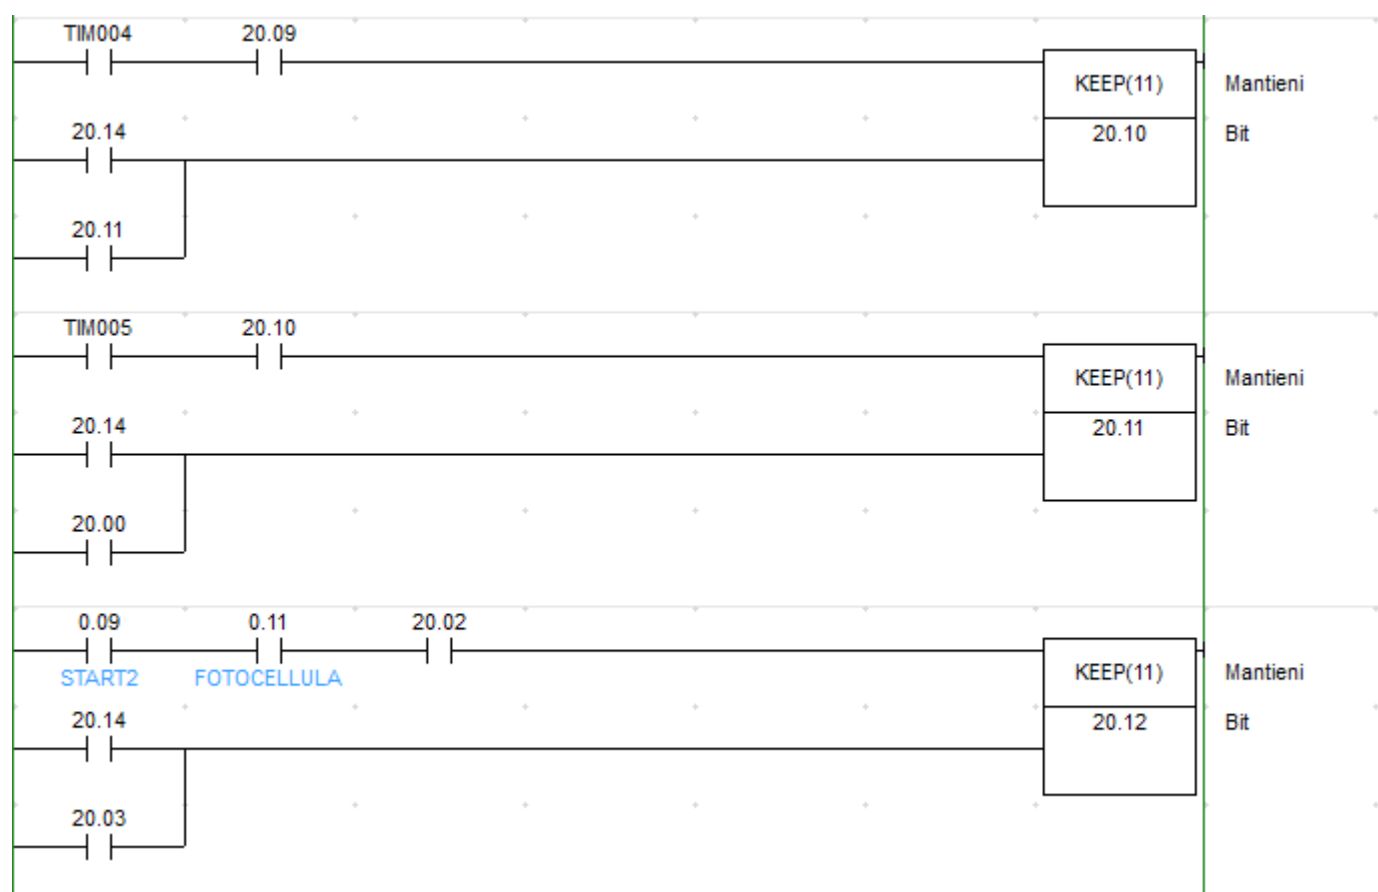 TIM004 20.09
KEEP(11) Mantieni
20.14 20.10 Bit
20.11
TIM005 20.10
KEEP(11) Mantieni
20.14 20.11 Bit
20.00
0.09 0.11 20.02
START2 FOTOCELLULA KEEP(11) Mantieni
20.14 20.12 Bit
20.03